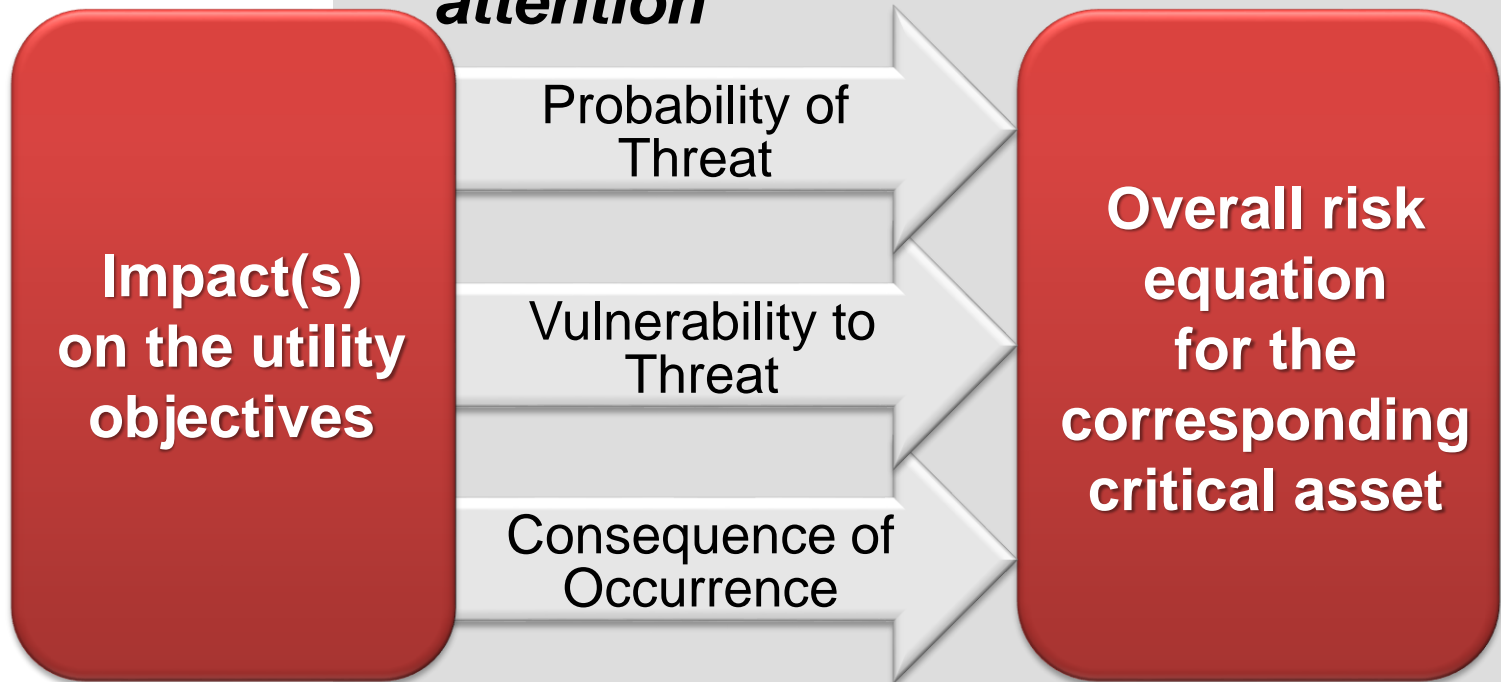 attention
Impact(s)
on the utility
objectives
Probability of
Threat
Vulnerability to
Threat
Consequence of
Occurrence
Overall risk
equation
for the
corresponding
critical asset